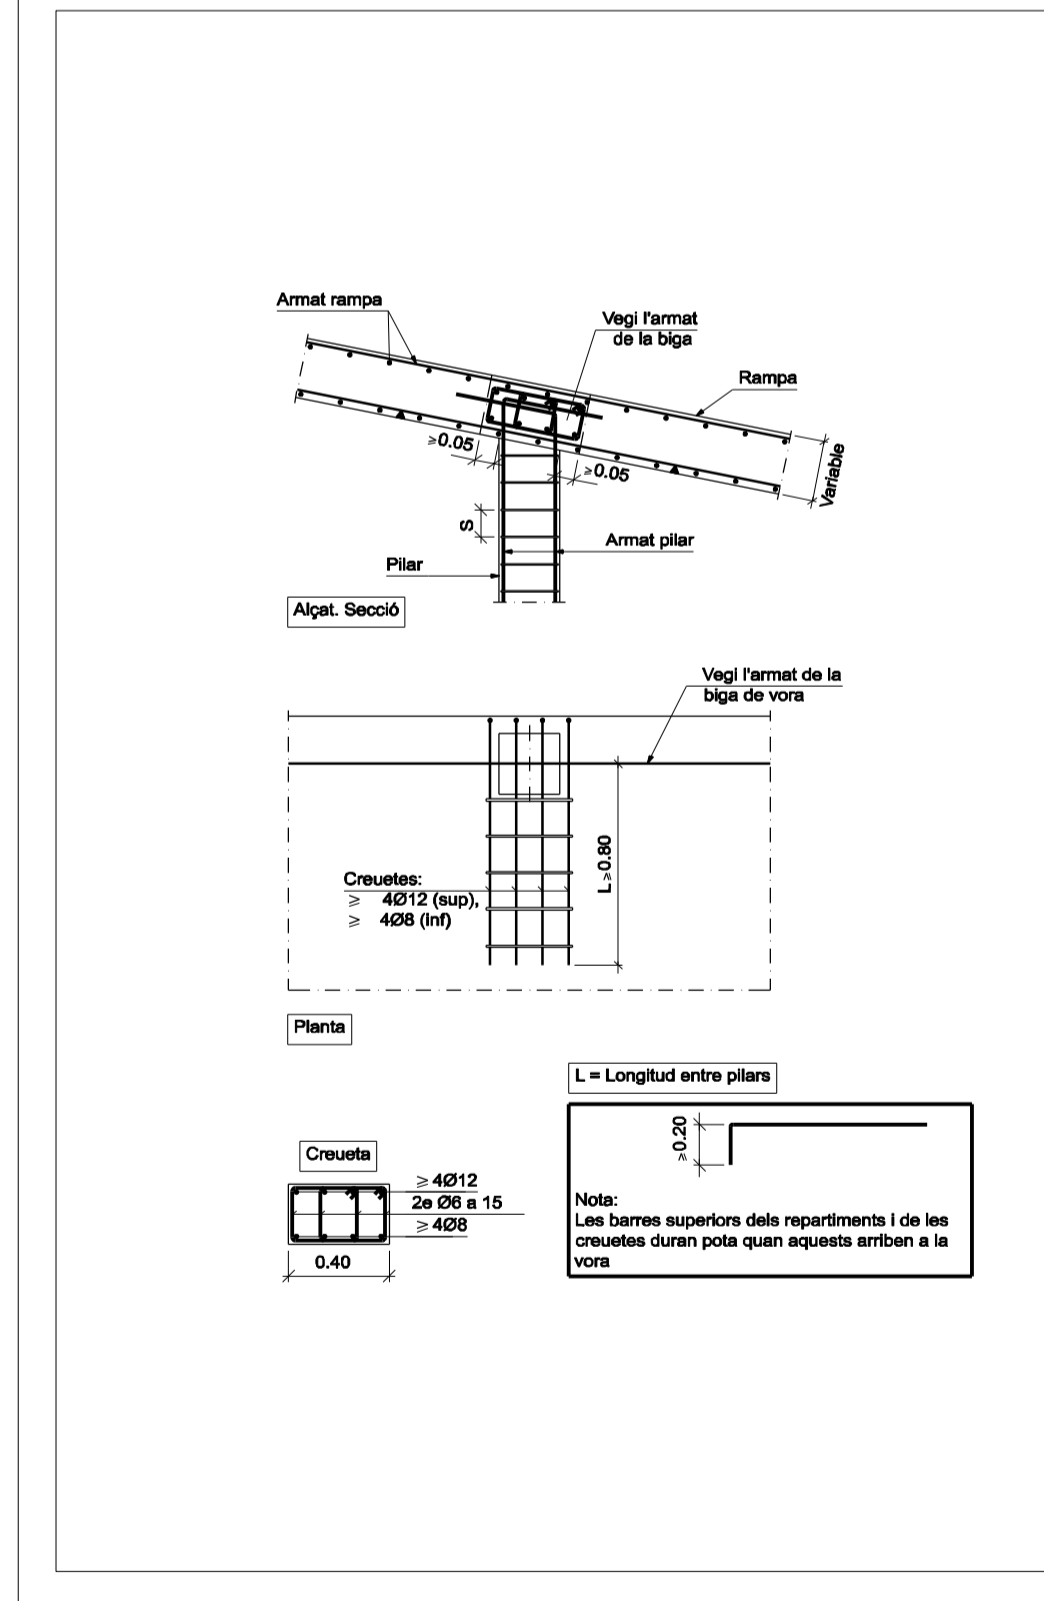 Armat rampa
Vegi l'armat
de la biga
Rampa
≥0.05
≥0.05
Variable
S
Armat pilar
Pilar
Alçat. Secció
Vegi l'armat de la
biga de vora
L≥0.80
Creuetes:
≥ 4Ø12 (sup),
≥ 4Ø8 (inf)
Planta
L = Longitud entre pilars
≥0.20
Nota:
Les barres superiors dels repartiments i de les
creuetes duran pota quan aquests arriben a la
vora
Creueta
≥ 4Ø12
2e Ø6 a 15
≥ 4Ø8
0.40